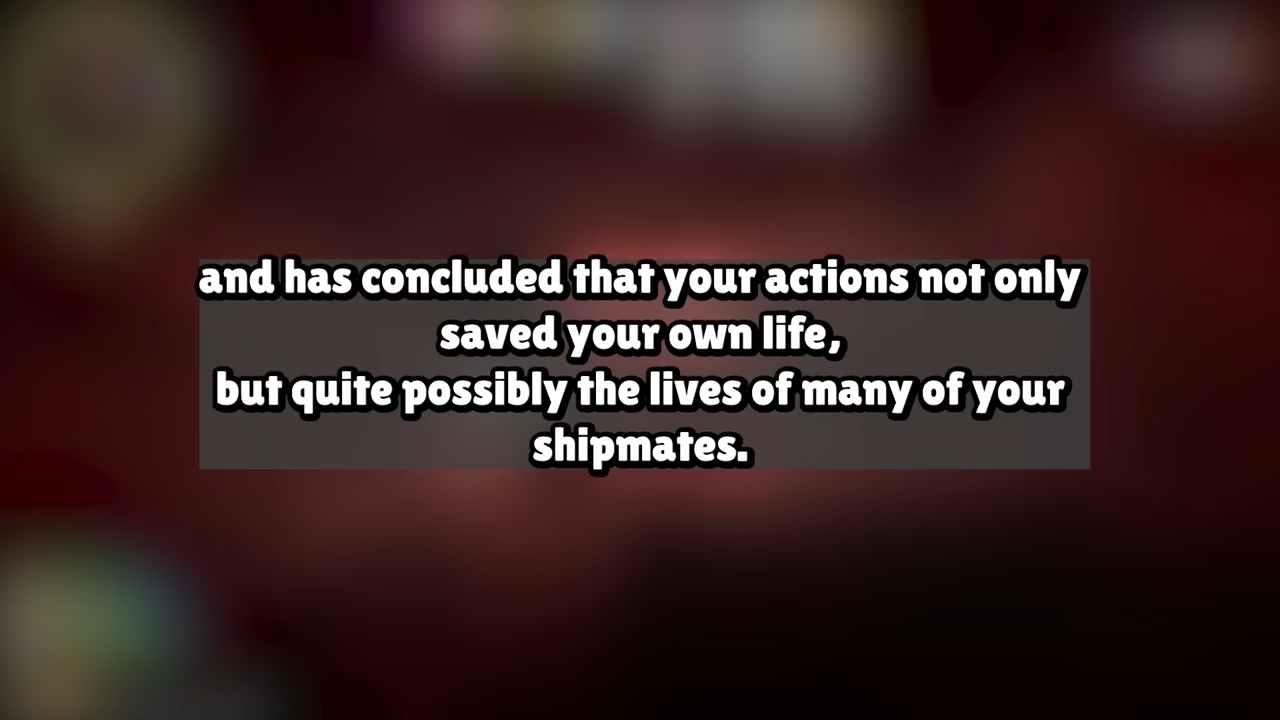 and has concluded that your actions not only
saved your own life,
but quite possibly the lives of many of your
shipmates.